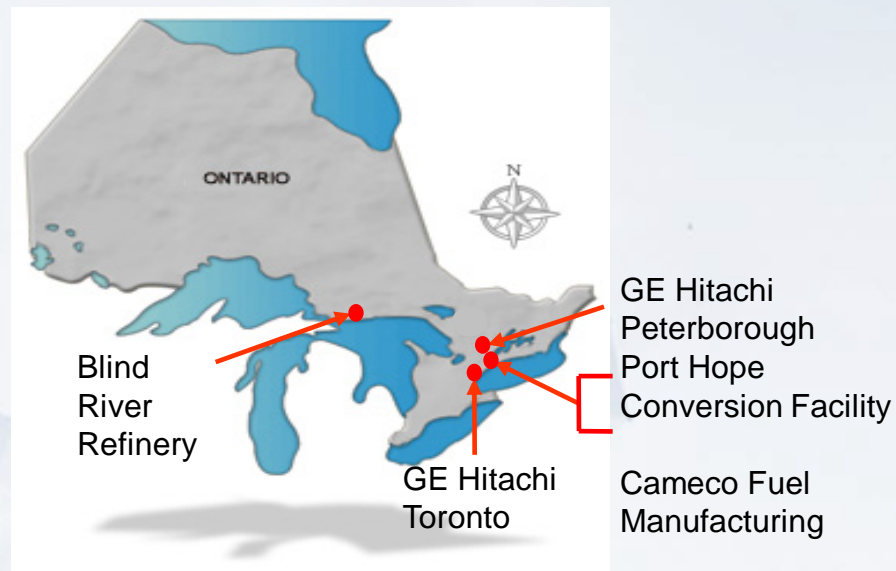 ONTARIO
N
Blind
River
Refinery
GE Hitachi
Toronto
GE Hitachi
Peterborough
Port Hope
Conversion Facility
Cameco Fuel
Manufacturing